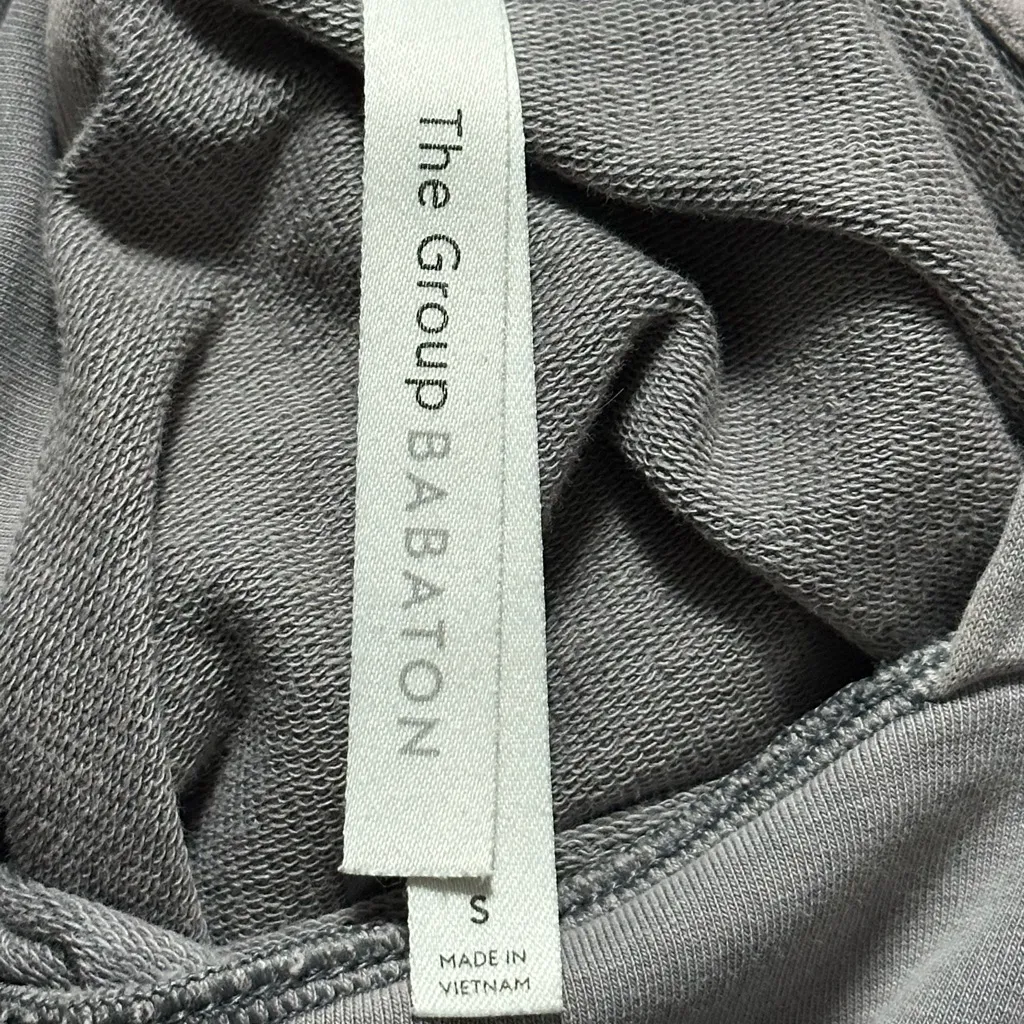 The Group BABATON
S
MADE IN
VIETNAM